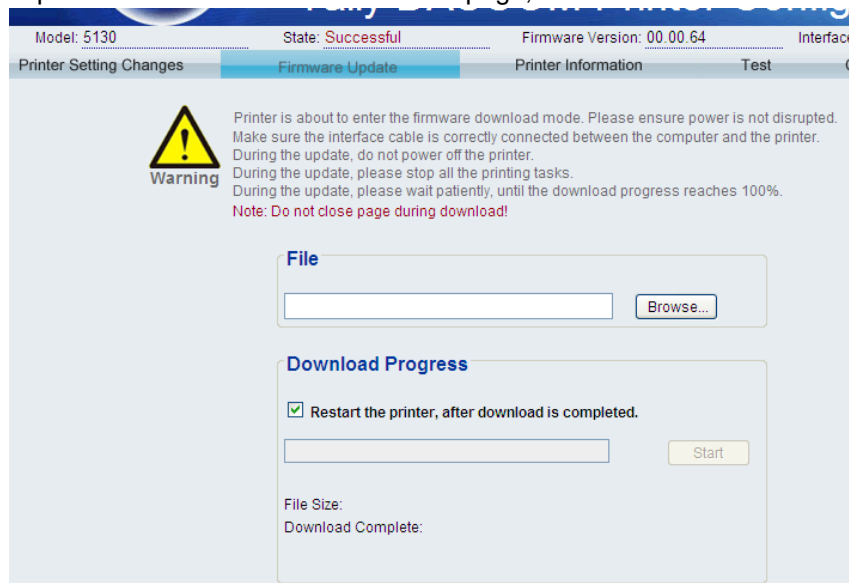 Model: 5130 State: Successful Firmware Version: 00.00.64 Interface
Printer Setting Changes Firmware Update Printer Information Test
Warning
Printer is about to enter the firmware download mode. Please ensure power is not disrupted.
Make sure the interface cable is correctly connected between the computer and the printer.
During the update, do not power off the printer.
During the update, please stop all the printing tasks.
During the update, please wait patiently, until the download progress reaches 100%.
Note: Do not close page during download!
File
Browse...
Download Progress
Restart the printer, after download is completed.
Start
File Size:
Download Complete: